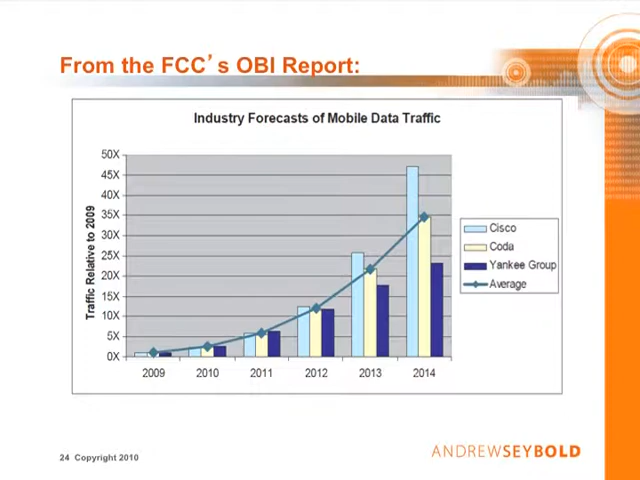 From the FCC's OBI Report:
Industry Forecasts of Mobile Data Traffic
Traffic Relative to 2009
50X
45X
40X
35X
30X
25X
20X
15X
10X
5X
0X
2009 2010 2011 2012 2013 2014
Cisco
Coda
Yankee Group
Average
24 Copyright 2010
ANDREWSEYBOLD